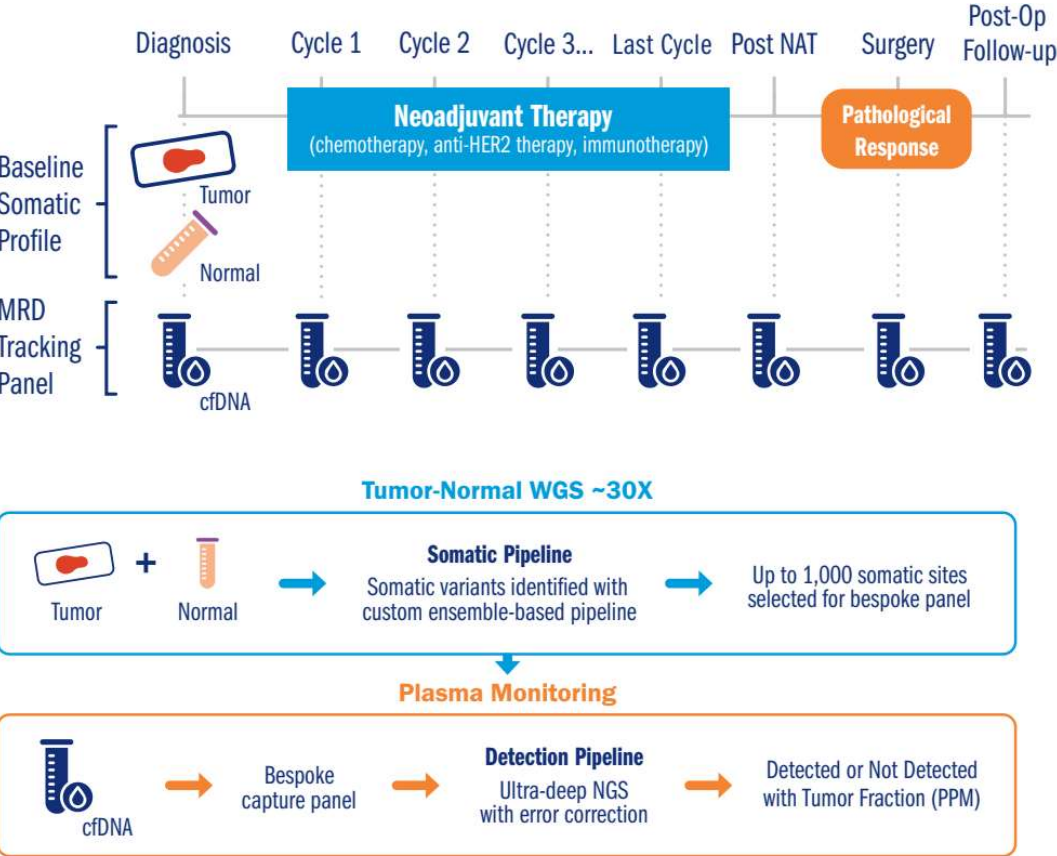 Diagnosis
Cycle 1
Cycle 2
Cycle 3...
Last Cycle
Post NAT
Surgery
Post-Op
Follow-up
Neoadjuvant Therapy
(chemotherapy, anti-HER2 therapy, immunotherapy)
Pathological
Response
Baseline
Somatic
Profile
Tumor
Normal
MRD
Tracking
Panel
cfDNA
Tumor-Normal WGS ~30X
+
Tumor
Normal
Somatic Pipeline
Somatic variants identified with
custom ensemble-based pipeline
Up to 1,000 somatic sites
selected for bespoke panel
Plasma Monitoring
cfDNA
Bespoke
capture panel
Detection Pipeline
Ultra-deep NGS
with error correction
Detected or Not Detected
with Tumor Fraction (PPM)